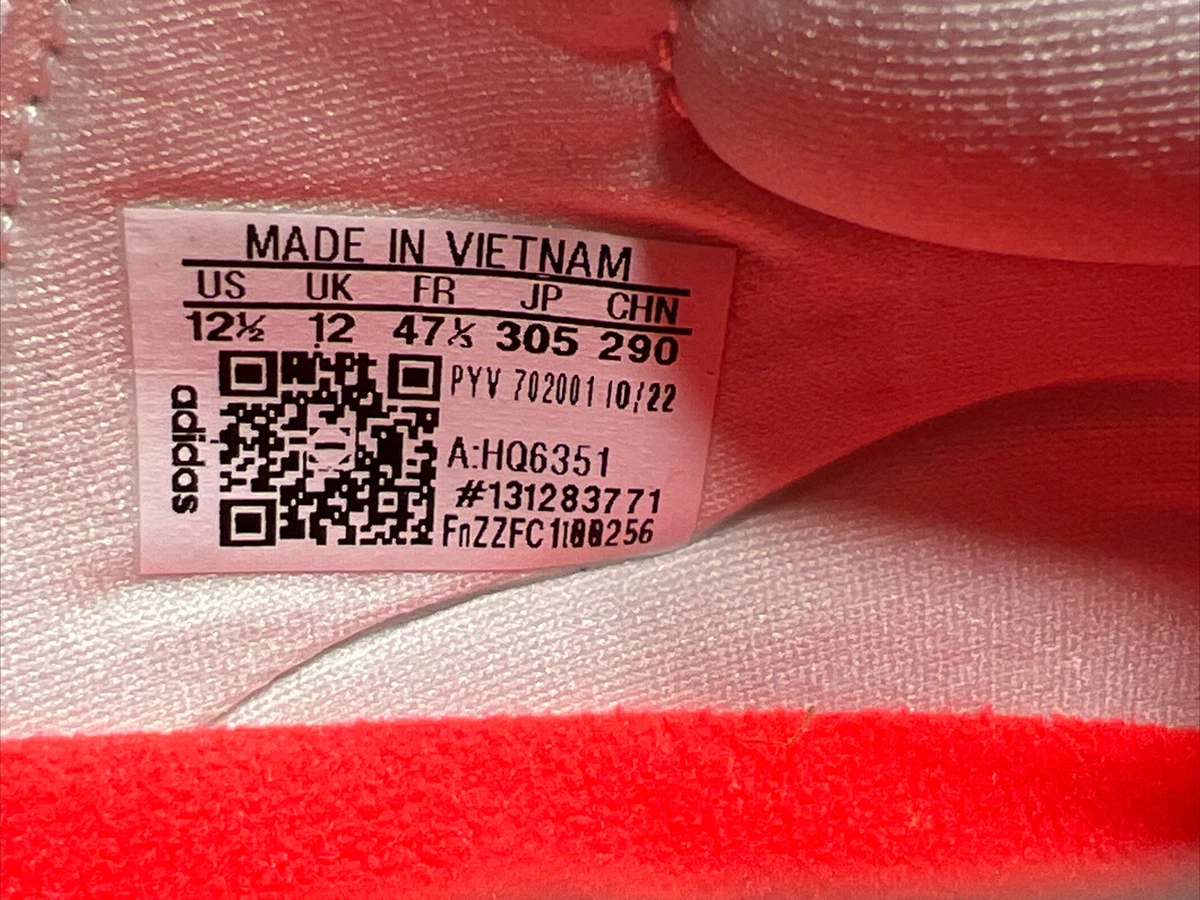 MADE IN VIETNAM
US UK FR JP CHN
12½ 12 47⅓ 305 290
PYV 702001 10/22
adidas
A:HQ6351
#131283771